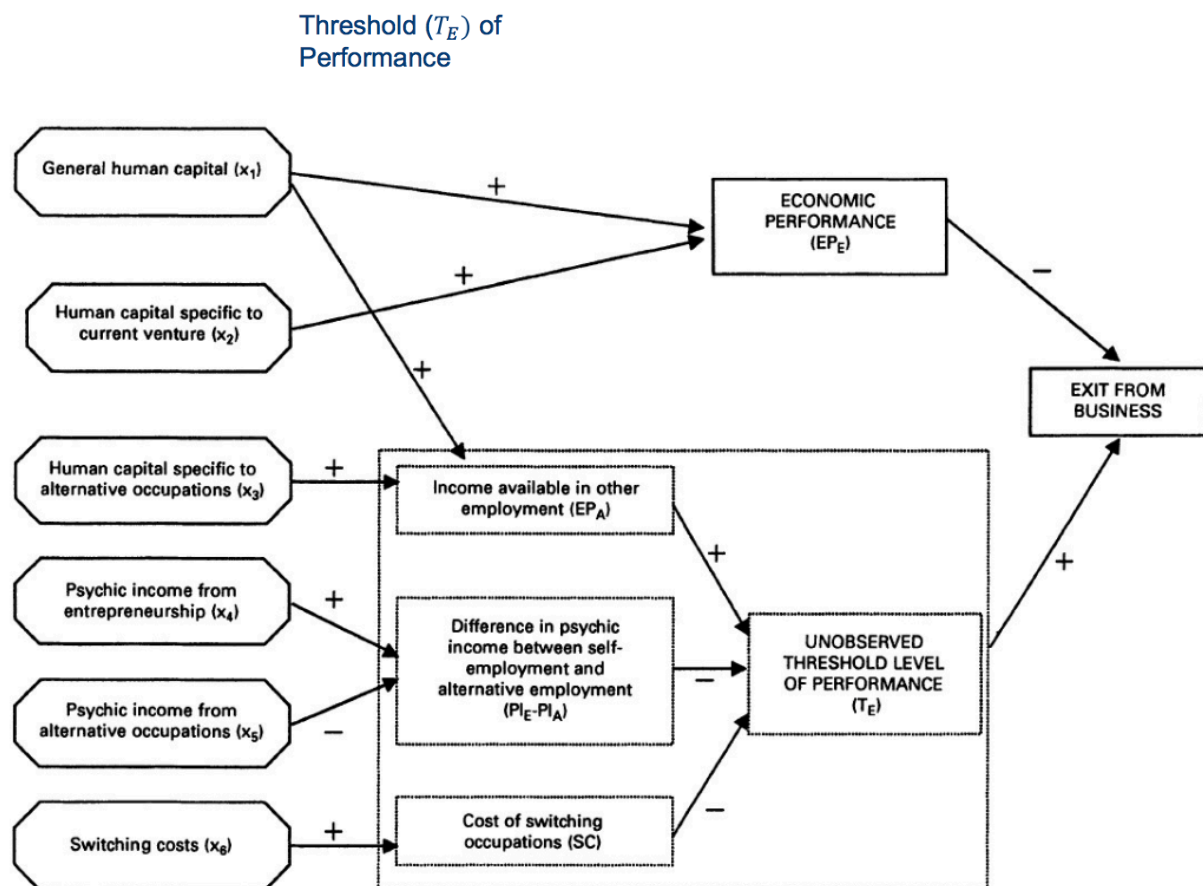 Threshold (T_E) of
Performance
General human capital (x₁)
+
ECONOMIC
PERFORMANCE
(EP_E)
+
−
Human capital specific to
current venture (x₂)
+
EXIT FROM
BUSINESS
Human capital specific to
alternative occupations (x₃)
+
Income available in other
employment (EP_A)
+
+
Psychic income from
entrepreneurship (x₄)
+
Difference in psychic
income between self-
employment and
alternative employment
(PI_E-PI_A)
−
UNOBSERVED
THRESHOLD LEVEL
OF PERFORMANCE
(T_E)
Psychic income from
alternative occupations (x₅)
−
Switching costs (x₆)
+
Cost of switching
occupations (SC)
−